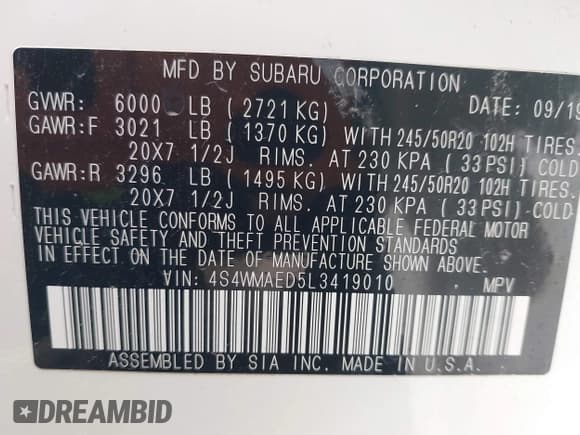 MFD BY SUBARU CORPORATION
GVWR: 6000 LB (2721 KG) DATE: 09/19
GAWR:F 3021 LB (1370 KG) WITH 245/50R20 102H TIRES.
20X7 1/2J RIMS. AT 230 KPA (33 PSI) COLD
GAWR:R 3296 LB (1495 KG) WITH 245/50R20 102H TIRES.
20X7 1/2J RIMS. AT 230 KPA (33 PSI) COLD
THIS VEHICLE CONFORMS TO ALL APPLICABLE FEDERAL MOTOR
VEHICLE SAFETY AND THEFT PREVENTION STANDARDS
IN EFFECT ON THE DATE OF MANUFACTURE SHOWN ABOVE.
VIN: 4S4WMAED5L3419010 MPV
ASSEMBLED BY SIA INC. MADE IN U.S.A.
DREAMBID